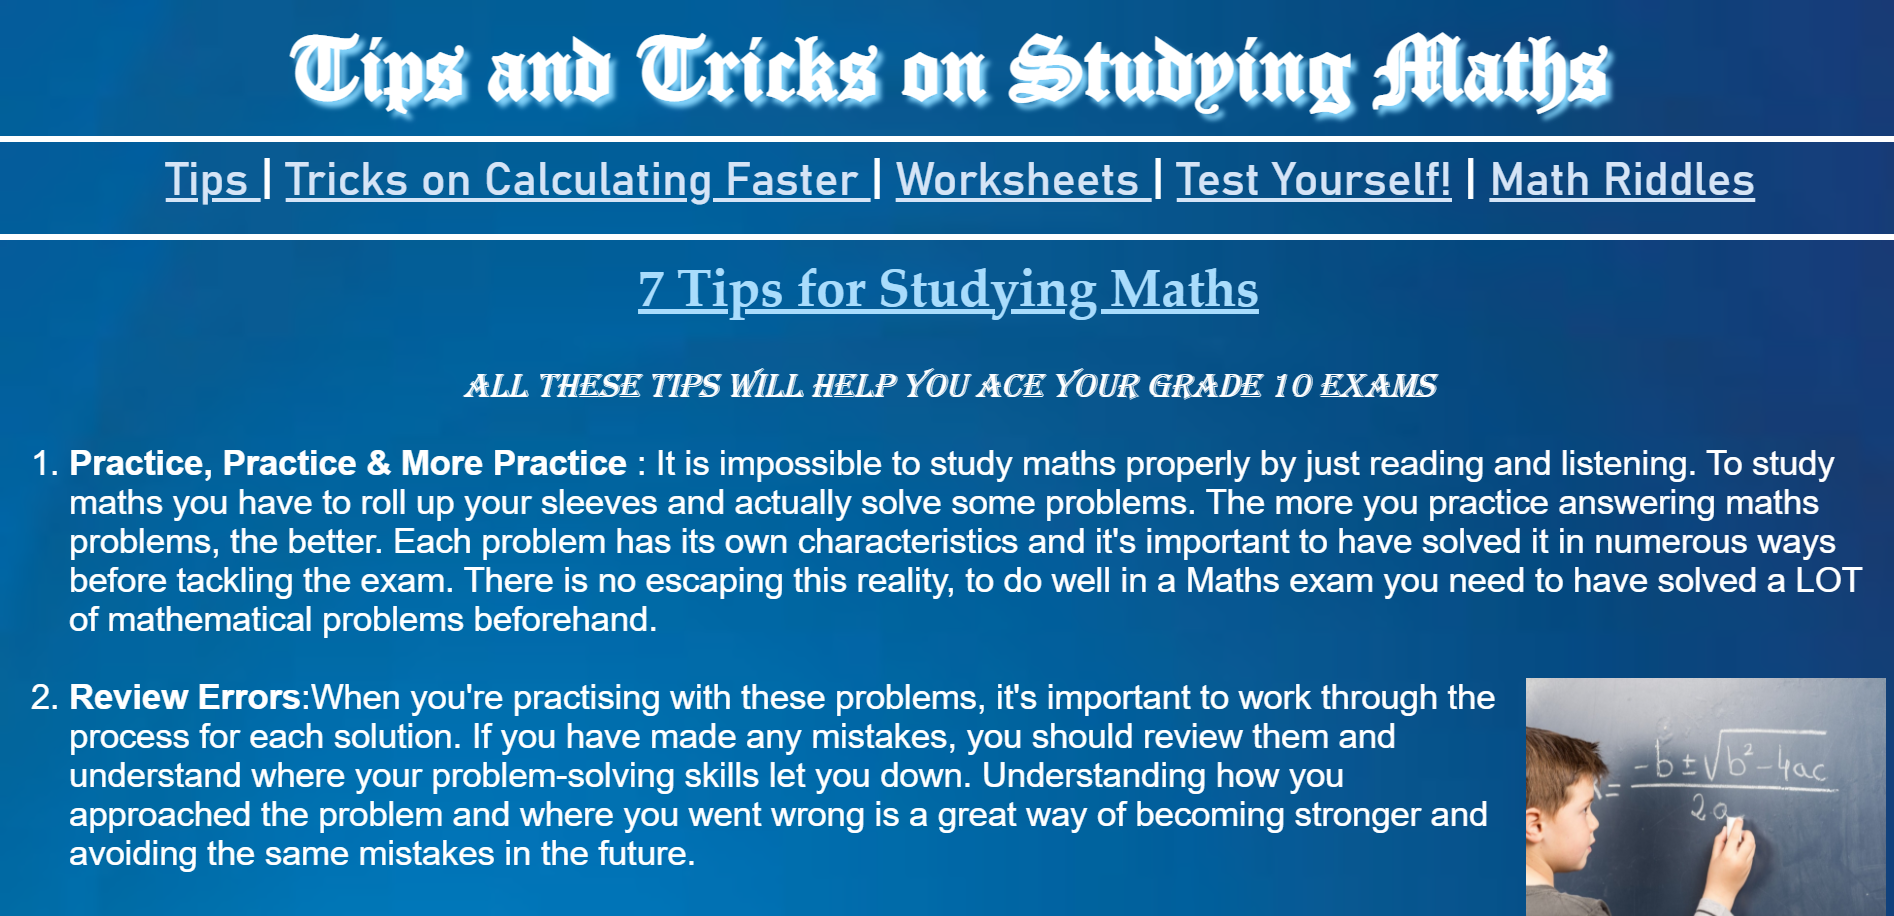 Tips and Tricks on Studying Maths
Tips | Tricks on Calculating Faster | Worksheets | Test Yourself! | Math Riddles
7 Tips for Studying Maths
ALL THESE TIPS WILL HELP YOU ACE YOUR GRADE 10 EXAMS
1. Practice, Practice & More Practice : It is impossible to study maths properly by just reading and listening. To study
maths you have to roll up your sleeves and actually solve some problems. The more you practice answering maths
problems, the better. Each problem has its own characteristics and it's important to have solved it in numerous ways
before tackling the exam. There is no escaping this reality, to do well in a Maths exam you need to have solved a LOT
of mathematical problems beforehand.
2. Review Errors:When you're practising with these problems, it's important to work through the
process for each solution. If you have made any mistakes, you should review them and
understand where your problem-solving skills let you down. Understanding how you
approached the problem and where you went wrong is a great way of becoming stronger and
avoiding the same mistakes in the future.
= -b±√b²-4ac
2a